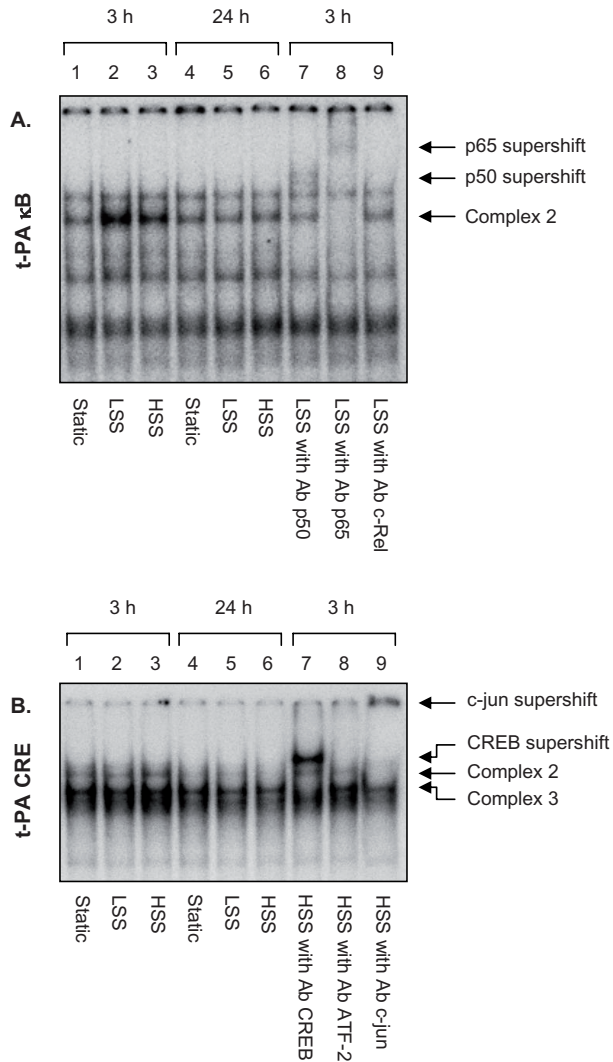 3 h 24 h 3 h
1 2 3 4 5 6 7 8 9
A.
t-PA κB
p65 supershift
p50 supershift
Complex 2
Static
LSS
HSS
Static
LSS
HSS
LSS with Ab p50
LSS with Ab p65
LSS with Ab c-Rel
3 h 24 h 3 h
1 2 3 4 5 6 7 8 9
B.
t-PA CRE
c-jun supershift
CREB supershift
Complex 2
Complex 3
Static
LSS
HSS
Static
LSS
HSS
HSS with Ab CREB
HSS with Ab ATF-2
HSS with Ab c-jun